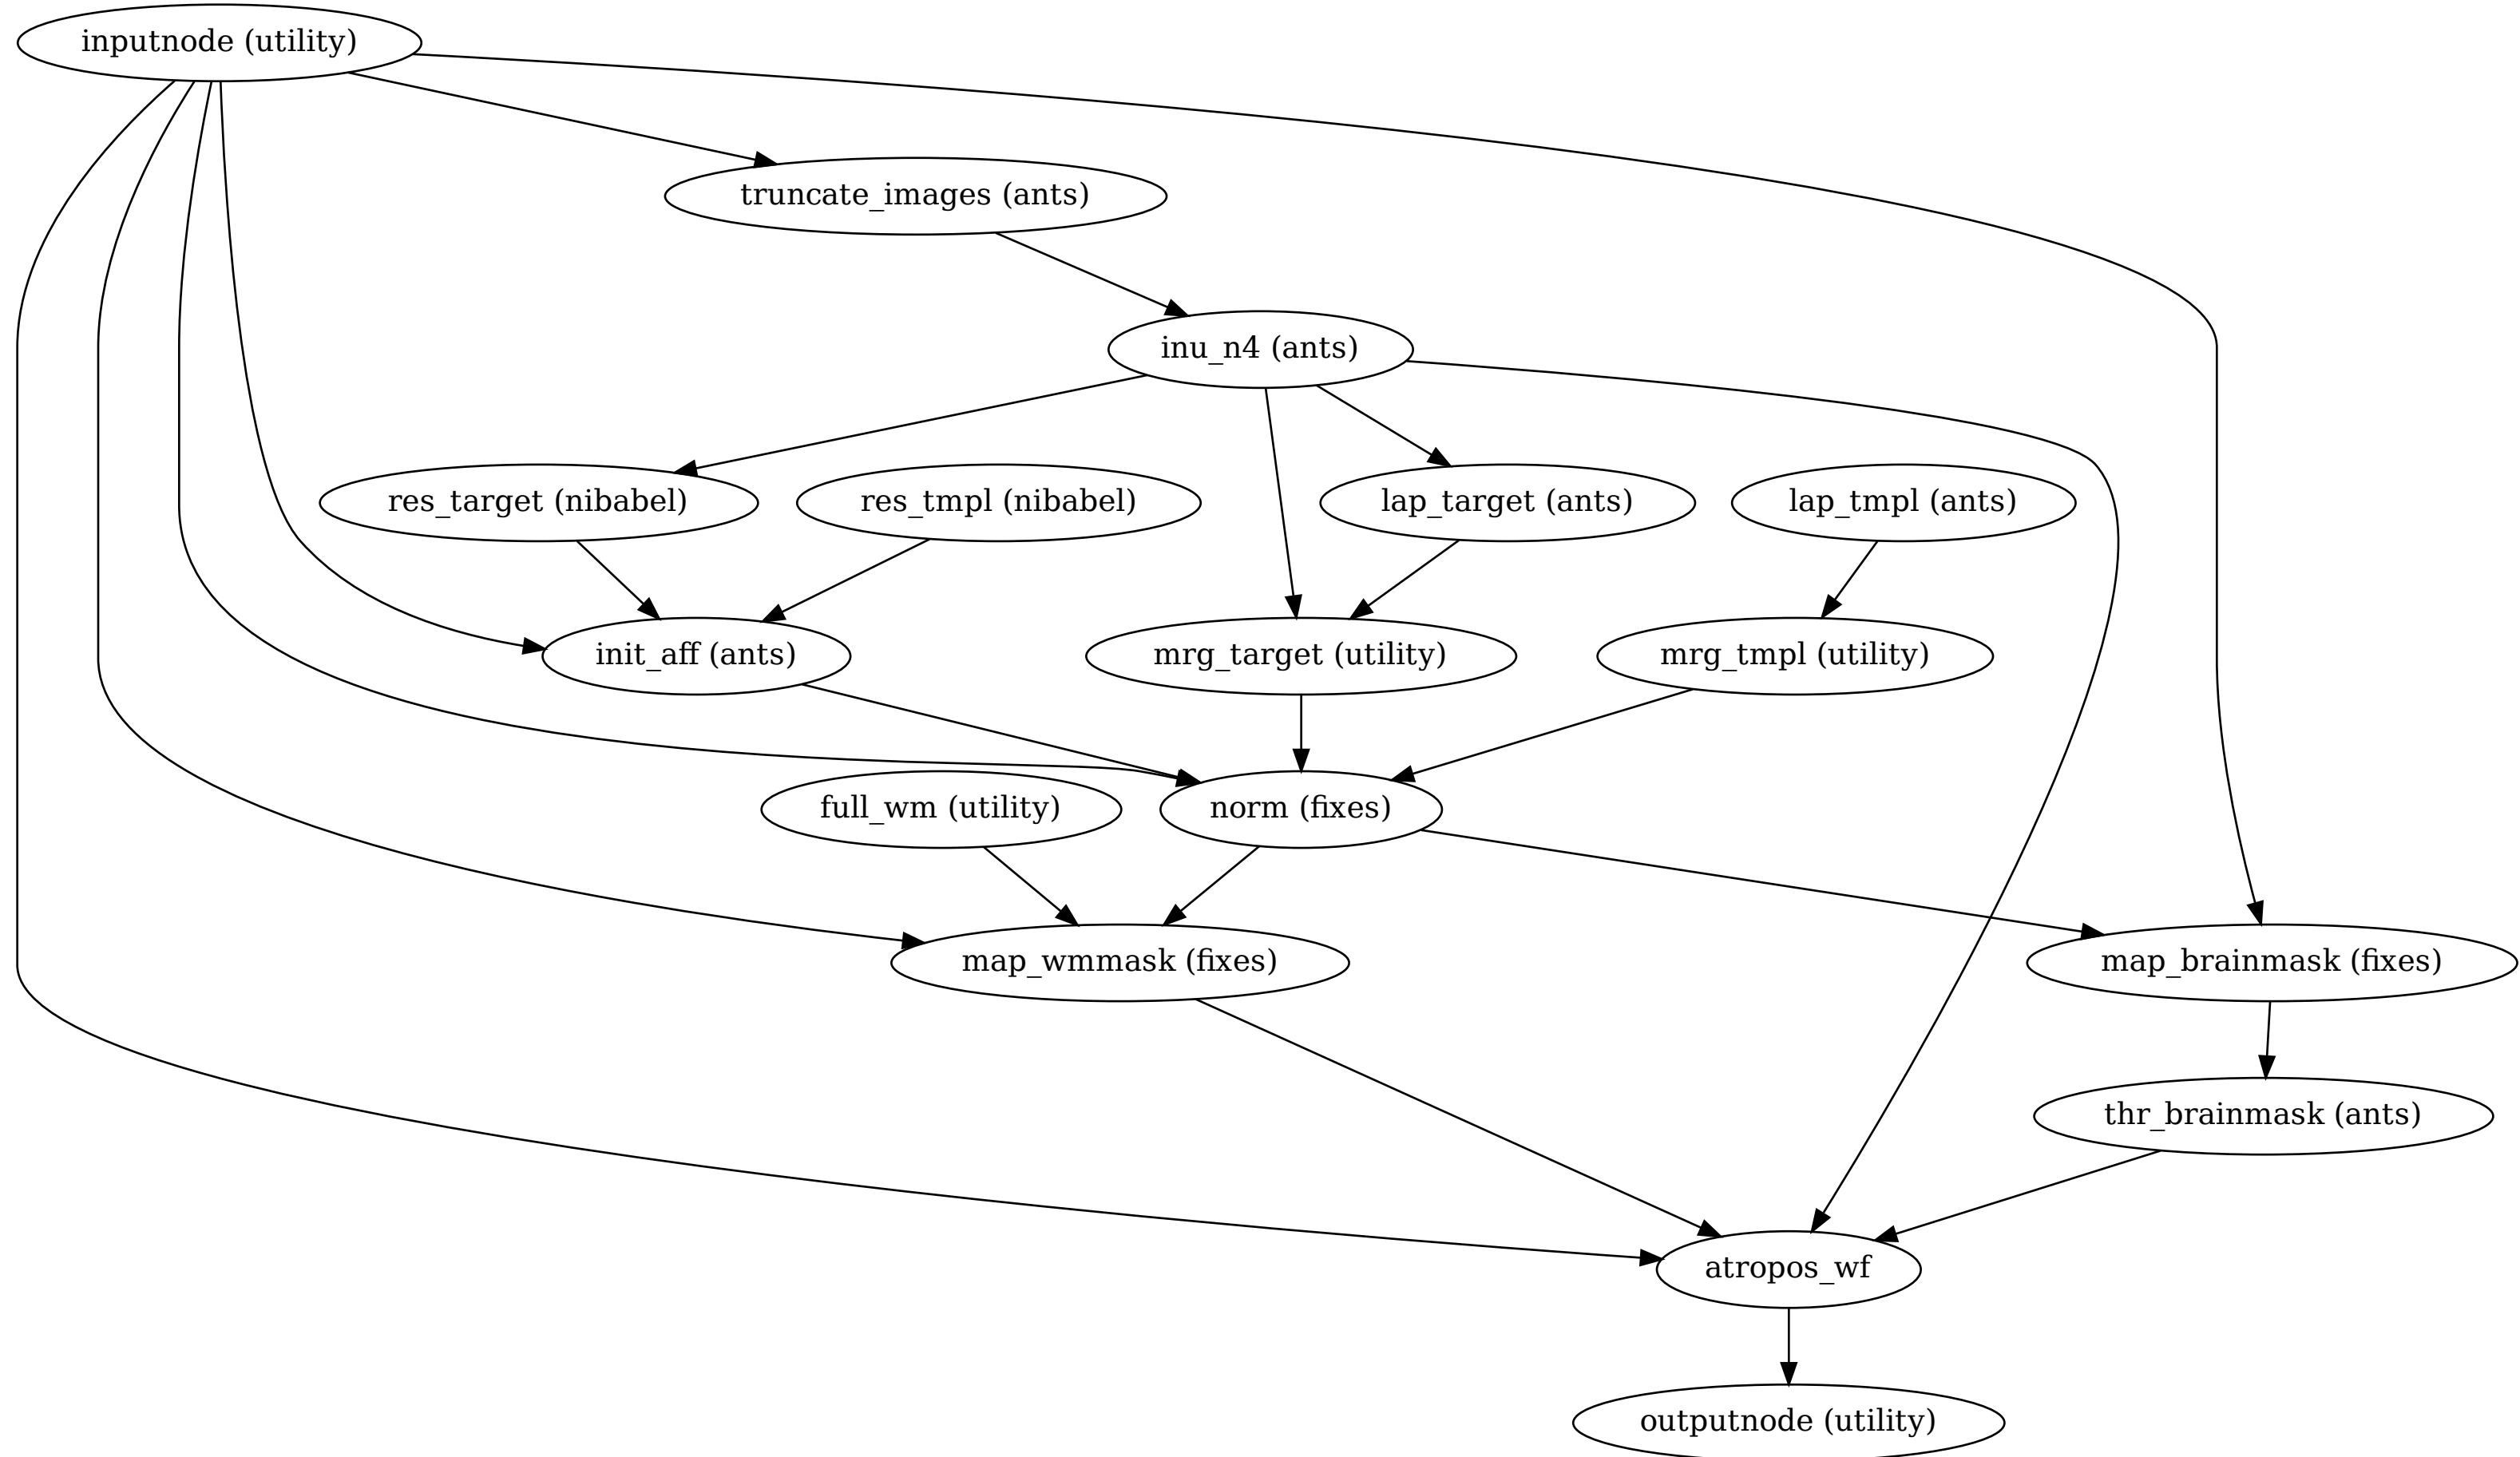 inputnode (utility)
truncate_images (ants)
inu_n4 (ants)
res_target (nibabel)
res_tmpl (nibabel)
lap_target (ants)
lap_tmpl (ants)
init_aff (ants)
mrg_target (utility)
mrg_tmpl (utility)
full_wm (utility)
norm (fixes)
map_wmmask (fixes)
map_brainmask (fixes)
thr_brainmask (ants)
atropos_wf
outputnode (utility)